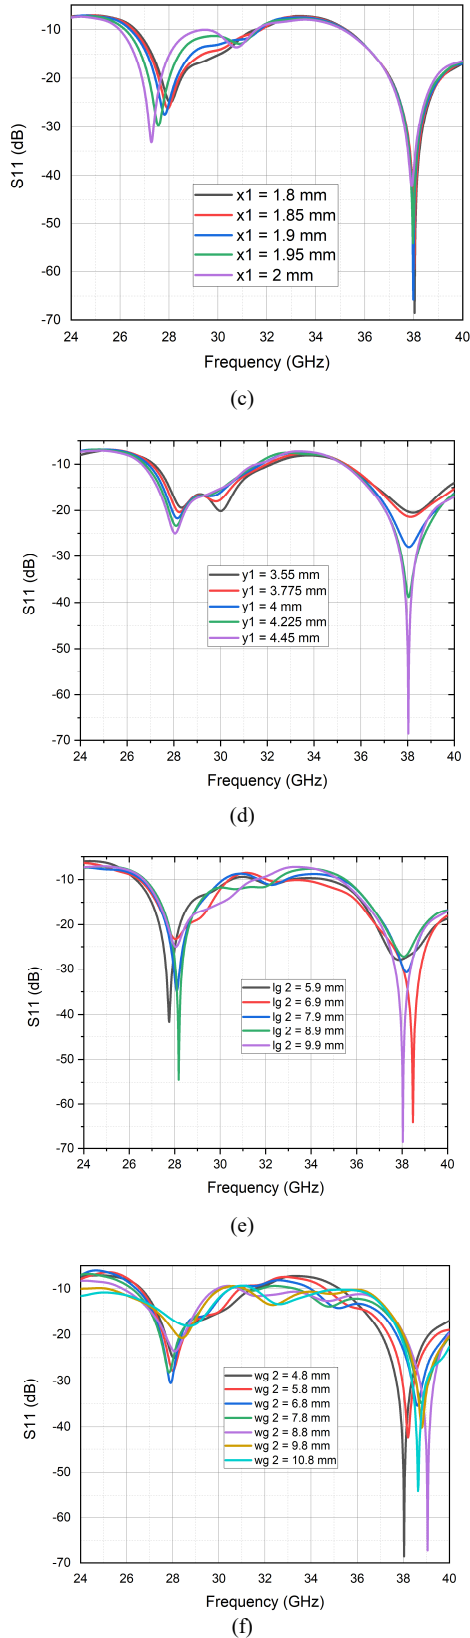 -10
-20
-30
-40
-50
-60
-70
S11 (dB)
x1 = 1.8 mm
x1 = 1.85 mm
x1 = 1.9 mm
x1 = 1.95 mm
x1 = 2 mm
24 26 28 30 32 34 36 38 40
Frequency (GHz)
(c)
-10
-20
-30
-40
-50
-60
-70
S11 (dB)
y1 = 3.55 mm
y1 = 3.775 mm
y1 = 4 mm
y1 = 4.225 mm
y1 = 4.45 mm
24 26 28 30 32 34 36 38 40
Frequency (GHz)
(d)
-10
-20
-30
-40
-50
-60
-70
S11 (dB)
lg 2 = 5.9 mm
lg 2 = 6.9 mm
lg 2 = 7.9 mm
lg 2 = 8.9 mm
lg 2 = 9.9 mm
24 26 28 30 32 34 36 38 40
Frequency (GHz)
(e)
-10
-20
-30
-40
-50
-60
-70
S11 (dB)
wg 2 = 4.8 mm
wg 2 = 5.8 mm
wg 2 = 6.8 mm
wg 2 = 7.8 mm
wg 2 = 8.8 mm
wg 2 = 9.8 mm
wg 2 = 10.8 mm
24 26 28 30 32 34 36 38 40
Frequency (GHz)
(f)